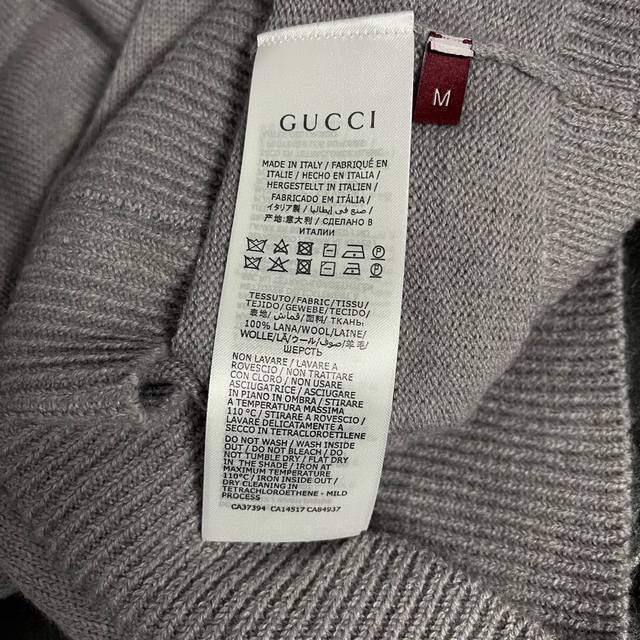 GUCCI
M
MADE IN ITALY / FABRIQUÉ EN
ITALIE / HECHO EN ITALIA /
HERGESTELLT IN ITALIEN /
FABRICADO EM ITÁLIA /
イタリア製 / صنع في إيطاليا /
产地:意大利 / СДЕЛАНО В
ИТАЛИИ
TESSUTO/FABRIC/TISSU/
TEJIDO/GEWEBE/TECIDO/
表地/قماش/面料/ТКАНЬ:
100% LANA/WOOL/LAINE/
WOLLE/LÃ/ウール/صوف/羊毛/
ШЕРСТЬ
NON LAVARE / LAVARE A
ROVESCIO / NON TRATTARE
CON CLORO / NON USARE
ASCIUGATRICE / ASCIUGARE
IN PIANO IN OMBRA / STIRARE
A TEMPERATURA MASSIMA
110 °C / STIRARE A ROVESCIO /
LAVARE DELICATAMENTE A
SECCO IN TETRACLOROETILENE
DO NOT WASH / WASH INSIDE
OUT / DO NOT BLEACH / DO
NOT TUMBLE DRY / FLAT DRY
IN THE SHADE / IRON AT
MAXIMUM TEMPERATURE
110°C / IRON INSIDE OUT /
DRY CLEANING IN
TETRACHLOROETHENE - MILD
PROCESS
CA37394 CA14517 CA84937